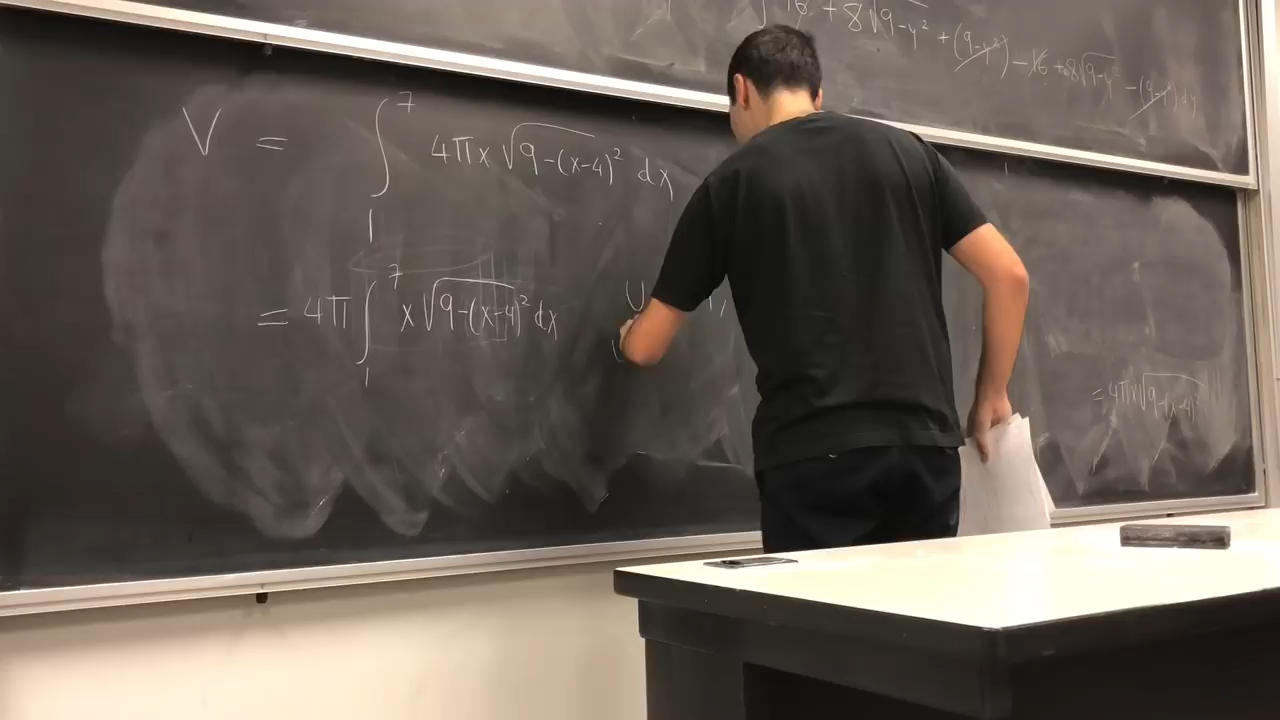 ∫ 16 + 8√9-y² + (9-y²) - 16 + 8√9-y² - (9-y²) dy
V = ∫₁⁷ 4πx √9-(x-4)² dx
= 4π ∫₁⁷ x √9-(x-4)² dx
U
= 4πx√9-(x-4)²